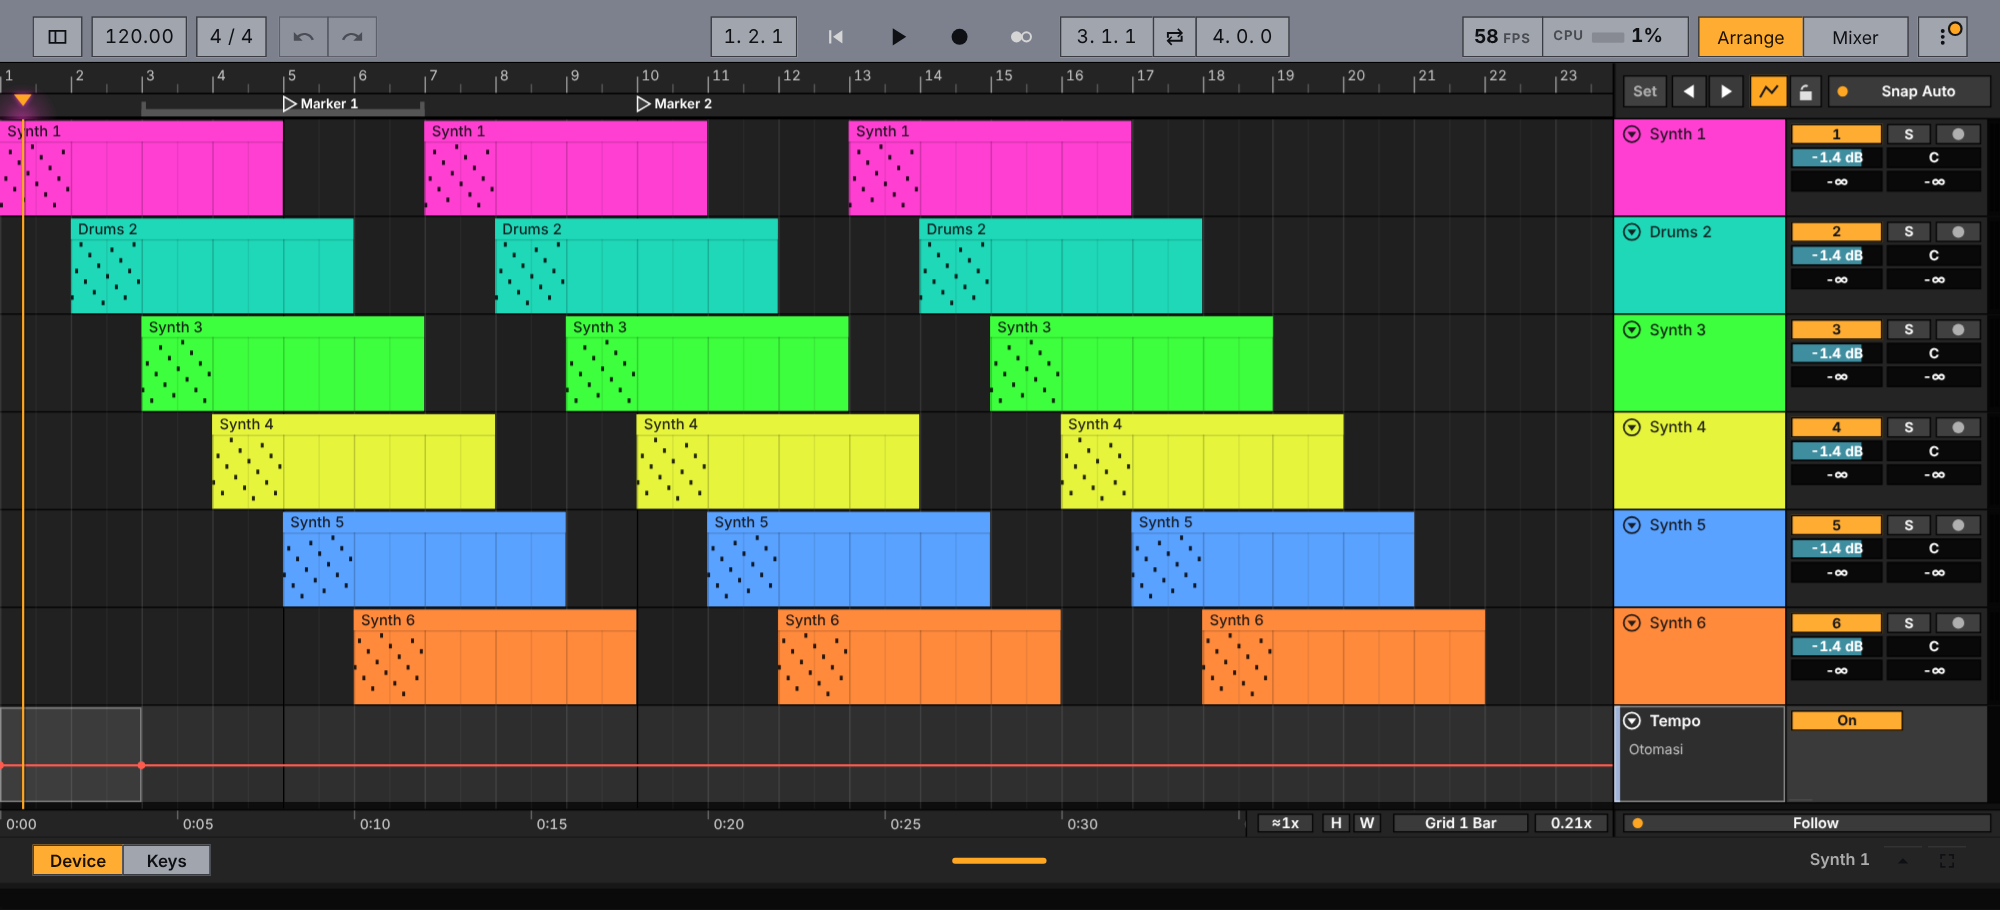 120.00 4 / 4 1. 2. 1 3. 1. 1 4. 0. 0 58 FPS CPU 1% Arrange Mixer
1 2 3 4 5 6 7 8 9 10 11 12 13 14 15 16 17 18 19 20 21 22 23
Set Snap Auto
Marker 1 Marker 2
Synth 1 Synth 1 Synth 1 Synth 1 1 S
-1.4 dB C
-∞ -∞
Drums 2 Drums 2 Drums 2 Drums 2 2 S
-1.4 dB C
-∞ -∞
Synth 3 Synth 3 Synth 3 Synth 3 3 S
-1.4 dB C
-∞ -∞
Synth 4 Synth 4 Synth 4 Synth 4 4 S
-1.4 dB C
-∞ -∞
Synth 5 Synth 5 Synth 5 Synth 5 5 S
-1.4 dB C
-∞ -∞
Synth 6 Synth 6 Synth 6 Synth 6 6 S
-1.4 dB C
-∞ -∞
Tempo On
Otomasi
0:00 0:05 0:10 0:15 0:20 0:25 0:30 ≈1x H W Grid 1 Bar 0.21x Follow
Device Keys Synth 1